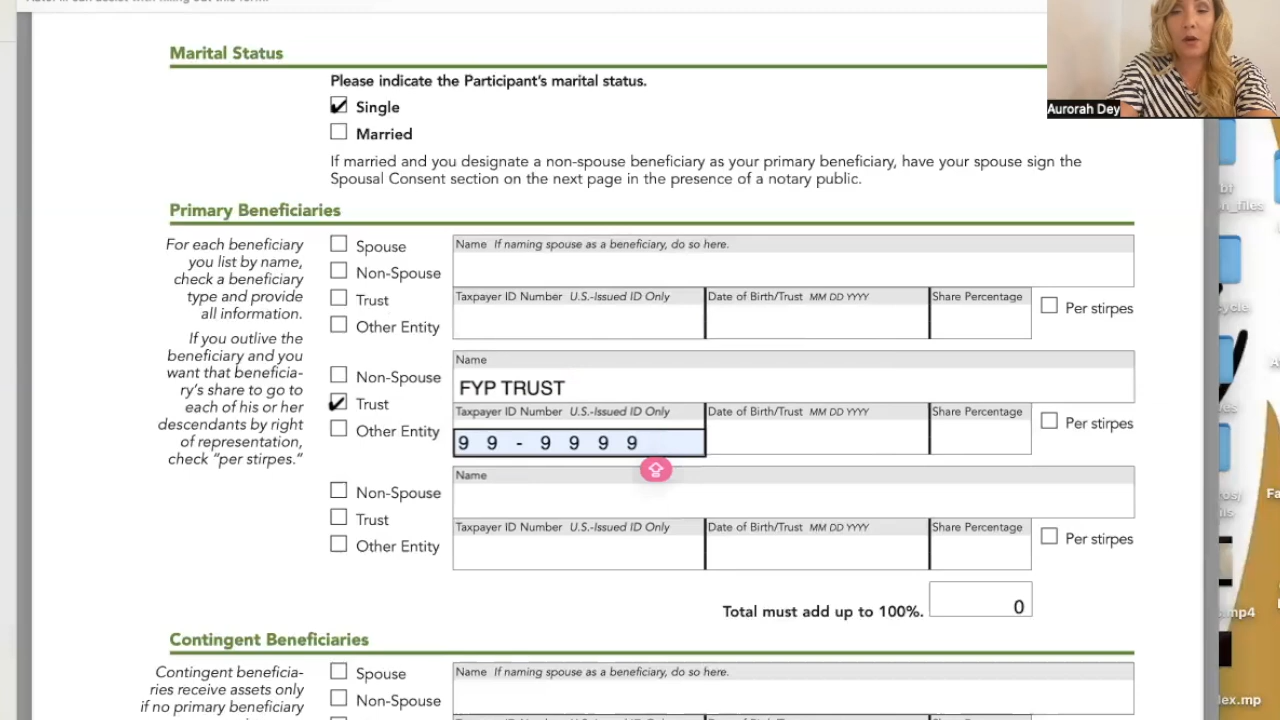 Marital Status
Please indicate the Participant's marital status.
Single
Married
Aurorah Dey
If married and you designate a non-spouse beneficiary as your primary beneficiary, have your spouse sign the
Spousal Consent section on the next page in the presence of a notary public.
Primary Beneficiaries
For each beneficiary
you list by name,
check a beneficiary
type and provide
all information.
If you outlive the
beneficiary and you
want that beneficia-
ry's share to go to
each of his or her
descendants by right
of representation,
check "per stirpes."
Spouse
Non-Spouse
Trust
Other Entity
Name If naming spouse as a beneficiary, do so here.
Taxpayer ID Number U.S.-Issued ID Only
Date of Birth/Trust MM DD YYYY
Share Percentage
Per stirpes
Non-Spouse
Trust
Other Entity
Name
FYP TRUST
Taxpayer ID Number U.S.-Issued ID Only
Date of Birth/Trust MM DD YYYY
Share Percentage
Per stirpes
9 9 - 9 9 9 9
Non-Spouse
Trust
Other Entity
Name
Taxpayer ID Number U.S.-Issued ID Only
Date of Birth/Trust MM DD YYYY
Share Percentage
Per stirpes
Total must add up to 100%.
0
Contingent Beneficiaries
Contingent beneficia-
ries receive assets only
if no primary beneficiary
Spouse
Non-Spouse
Name If naming spouse as a beneficiary, do so here.